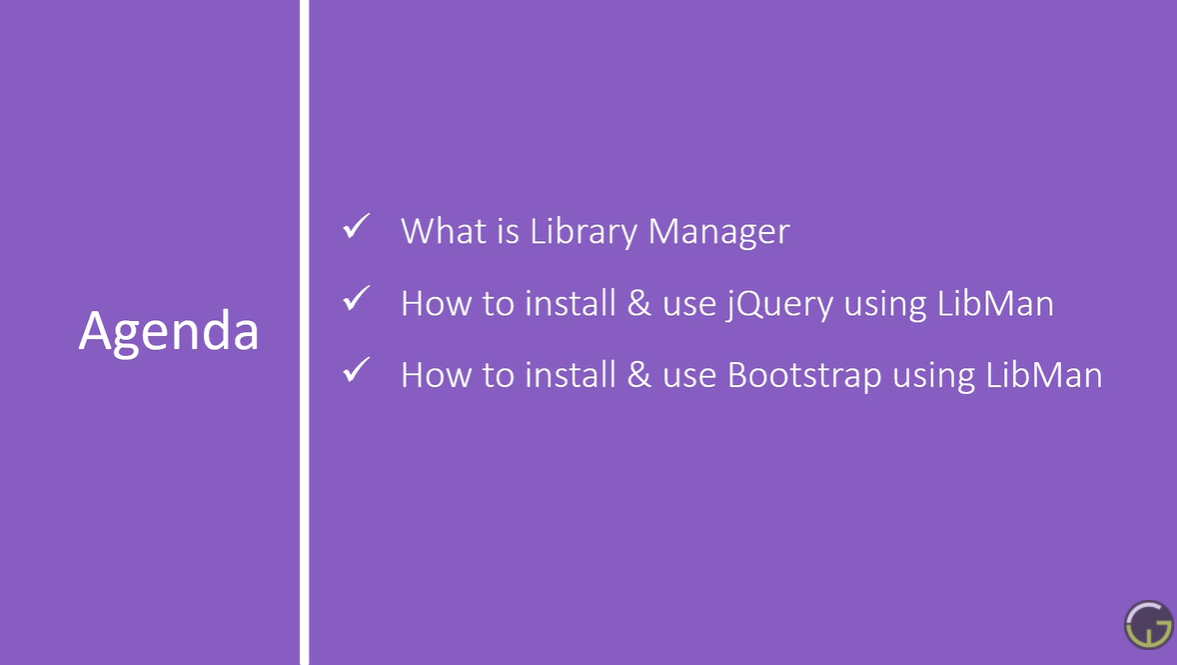 Agenda
What is Library Manager
How to install & use jQuery using LibMan
How to install & use Bootstrap using LibMan